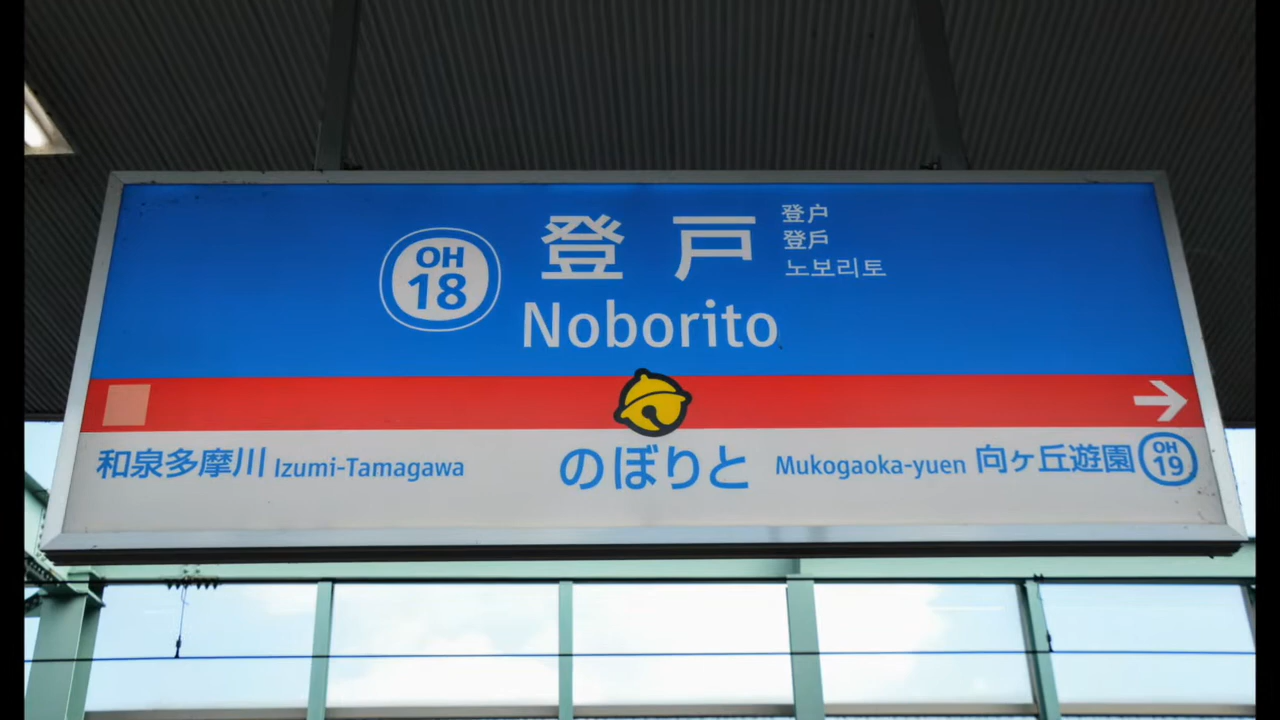 OH
18
登戸
登户
登戶
노보리토
Noborito
和泉多摩川 Izumi-Tamagawa
のぼりと
Mukogaoka-yuen 向ヶ丘遊園
OH
19